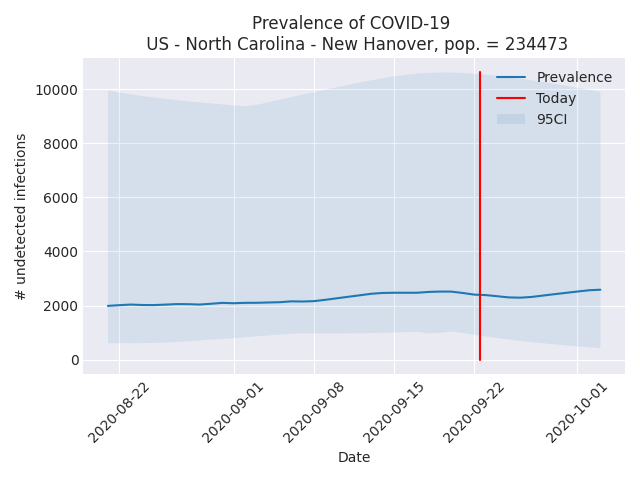 Prevalence of COVID-19
US - North Carolina - New Hanover, pop. = 234473
Prevalence
Today
95CI
# undetected infections
10000
8000
6000
4000
2000
0
2020-08-22
2020-09-01
2020-09-08
2020-09-15
2020-09-22
2020-10-01
Date